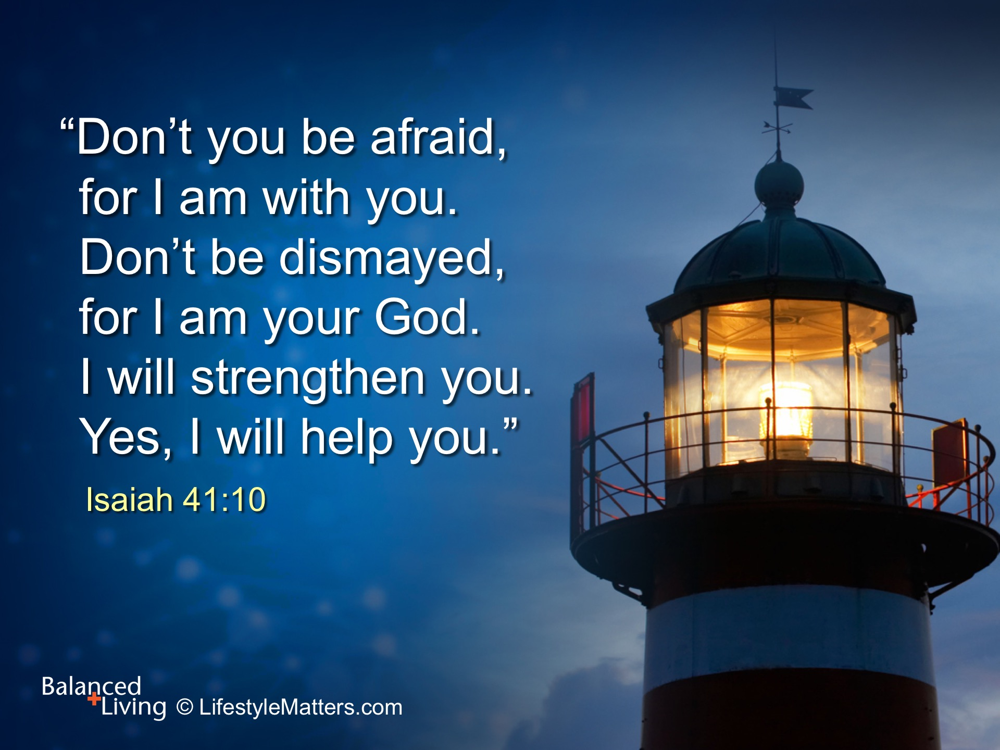 “Don’t you be afraid,
for I am with you.
Don’t be dismayed,
for I am your God.
I will strengthen you.
Yes, I will help you.”
Isaiah 41:10
Balanced
Living © LifestyleMatters.com